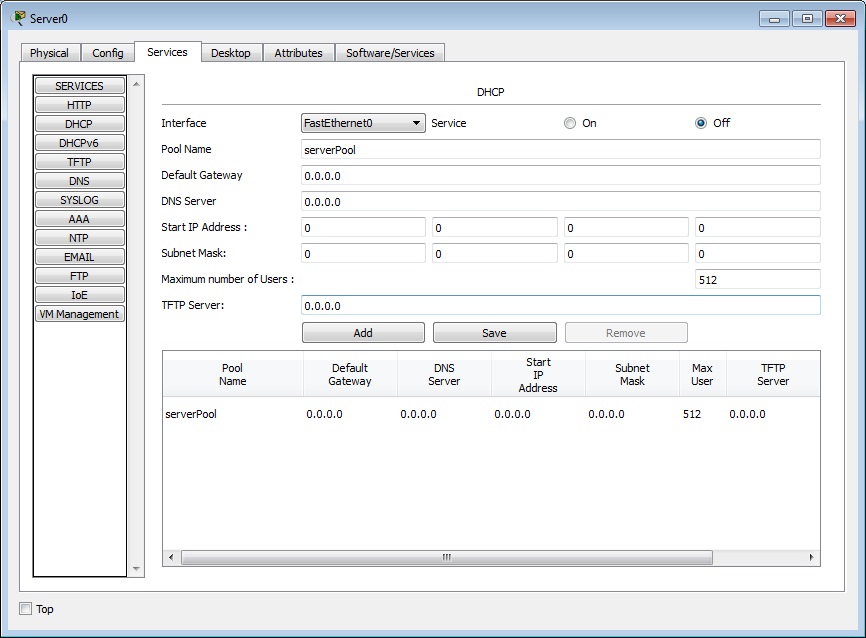 Server0
Physical Config Services Desktop Attributes Software/Services
SERVICES
HTTP
DHCP
DHCPv6
TFTP
DNS
SYSLOG
AAA
NTP
EMAIL
FTP
IoE
VM Management
DHCP
Interface FastEthernet0 Service On Off
Pool Name serverPool
Default Gateway 0.0.0.0
DNS Server 0.0.0.0
Start IP Address : 0 0 0 0
Subnet Mask: 0 0 0 0
Maximum number of Users : 512
TFTP Server: 0.0.0.0
Add Save Remove
Pool Name Default Gateway DNS Server Start IP Address Subnet Mask Max User TFTP Server
serverPool 0.0.0.0 0.0.0.0 0.0.0.0 0.0.0.0 512 0.0.0.0
Top